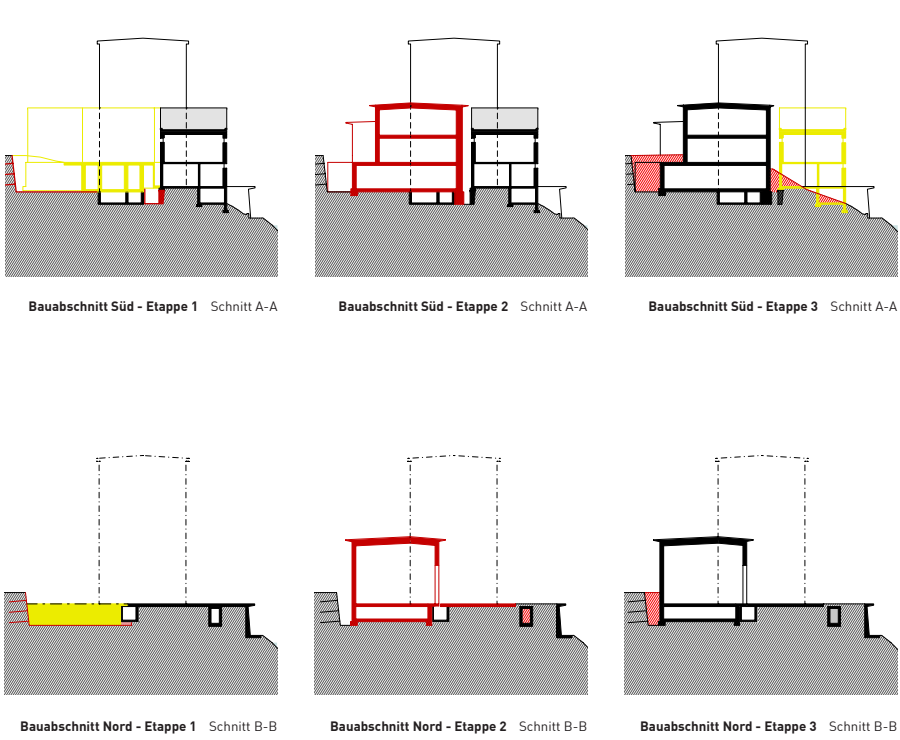 Bauabschnitt Süd - Etappe 1 Schnitt A-A
Bauabschnitt Süd - Etappe 2 Schnitt A-A
Bauabschnitt Süd - Etappe 3 Schnitt A-A
Bauabschnitt Nord - Etappe 1 Schnitt B-B
Bauabschnitt Nord - Etappe 2 Schnitt B-B
Bauabschnitt Nord - Etappe 3 Schnitt B-B